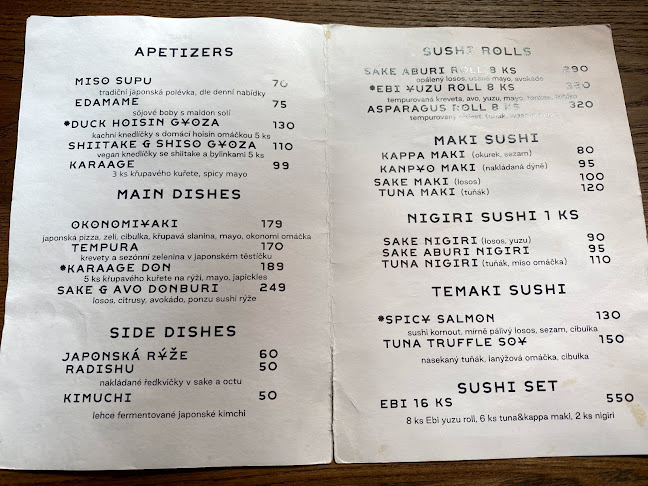 APETIZERS
MISO SUPU 70
tradiční japonská polévka, dle denní nabídky
EDAMAME 75
sójové boby s maldon solí
*DUCK HOISIN GYOZA 130
kachní knedlíčky s domácí hoisin omáčkou 5 ks
SHIITAKE & SHISO GYOZA 110
vegan knedlíčky se shiitake a bylinkami 5 ks
KARAAGE 99
3 ks křupavého kuřete, spicy mayo
MAIN DISHES
OKONOMIYAKI 179
japonská pizza, zelí, cibulka, křupavá slanina, mayo, okonomi omáčka
TEMPURA 170
krevety a sezónní zelenina v japonském těstíčku
*KARAAGE DON 189
5 ks křupavého kuřete na rýži, mayo, japickles
SAKE & AVO DONBURI 249
losos, citrusy, avokádo, ponzu sushi rýže
SIDE DISHES
JAPONSKÁ RÝŽE 60
RADISHU 50
nakládané ředkvičky v sake a octu
KIMUCHI 50
lehce fermentované japonské kimchi
SUSHI ROLLS
SAKE ABURI ROLL 8 KS 290
opálený losos, mayo, avokádo
*EBI YUZU ROLL 8 KS
tempurovaná kreveta, avo, yuzu, mayo,
ASPARAGUS ROLL 8 KS 320
tempurovaný tuňák,
MAKI SUSHI
KAPPA MAKI (okurek, sezam) 80
KANPYO MAKI (nakládaná dýně) 95
SAKE MAKI (losos) 100
TUNA MAKI (tuňák) 120
NIGIRI SUSHI 1 KS
SAKE NIGIRI (losos, yuzu) 90
SAKE ABURI NIGIRI 95
TUNA NIGIRI (tuňák, miso omáčka) 110
TEMAKI SUSHI
*SPICY SALMON 130
sushi kornout, mírně pálivý losos, sezam, cibulka
TUNA TRUFFLE SOY 150
nasekaný tuňák, lanýžová omáčka, cibulka
SUSHI SET
EBI 16 KS 550
8 ks Ebi yuzu roll, 6 ks tuna&kappa maki, 2 ks nigiri